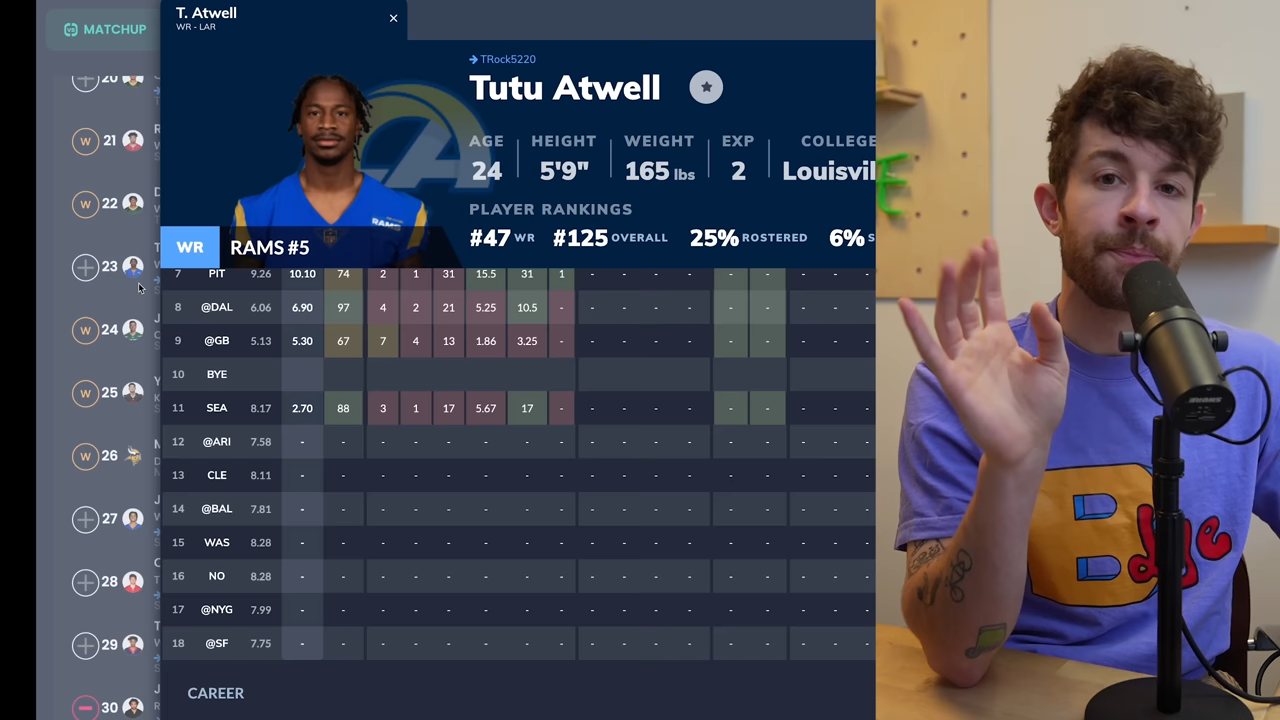 MATCHUP
T. Atwell
WR - LAR
×
TRock5220
Tutu Atwell
AGE HEIGHT WEIGHT EXP COLLEGE
24 5'9" 165 lbs 2 Louisvil
PLAYER RANKINGS
#47 WR #125 OVERALL 25% ROSTERED 6% S
WR RAMS #5
RAMS
20
W 21
W 22
23
W 24
W 25
W 26
27
28
29
30
7 PIT 9.26 10.10 74 2 1 31 15.5 31 1 - - - - - - - - -
8 @DAL 6.06 6.90 97 4 2 21 5.25 10.5 - - - - - - - - - -
9 @GB 5.13 5.30 67 7 4 13 1.86 3.25 - - - - - - - - - -
10 BYE
11 SEA 8.17 2.70 88 3 1 17 5.67 17 - - - - - - - - - -
12 @ARI 7.58 - - - - - - - - - - - - - - - - -
13 CLE 8.11 - - - - - - - - - - - - - - - - -
14 @BAL 7.81 - - - - - - - - - - - - - - - - -
15 WAS 8.28 - - - - - - - - - - - - - - - - -
16 NO 8.28 - - - - - - - - - - - - - - - - -
17 @NYG 7.99 - - - - - - - - - - - - - - - - -
18 @SF 7.75 - - - - - - - - - - - - - - - - -
CAREER
Bye